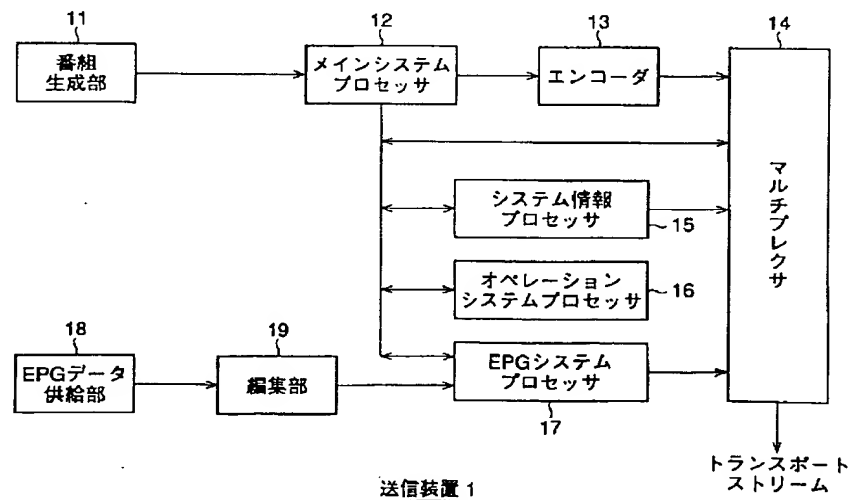 11
番組
生成部
12
メインシステム
プロセッサ
13
エンコーダ
14
マルチプレクサ
システム情報
プロセッサ
15
オペレーション
システムプロセッサ
16
18
EPGデータ
供給部
19
編集部
EPGシステム
プロセッサ
17
トランスポート
ストリーム
送信装置 1